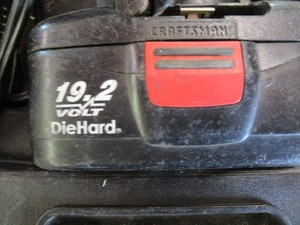 CRAFTSMAN
19.2
VOLT
DieHard®